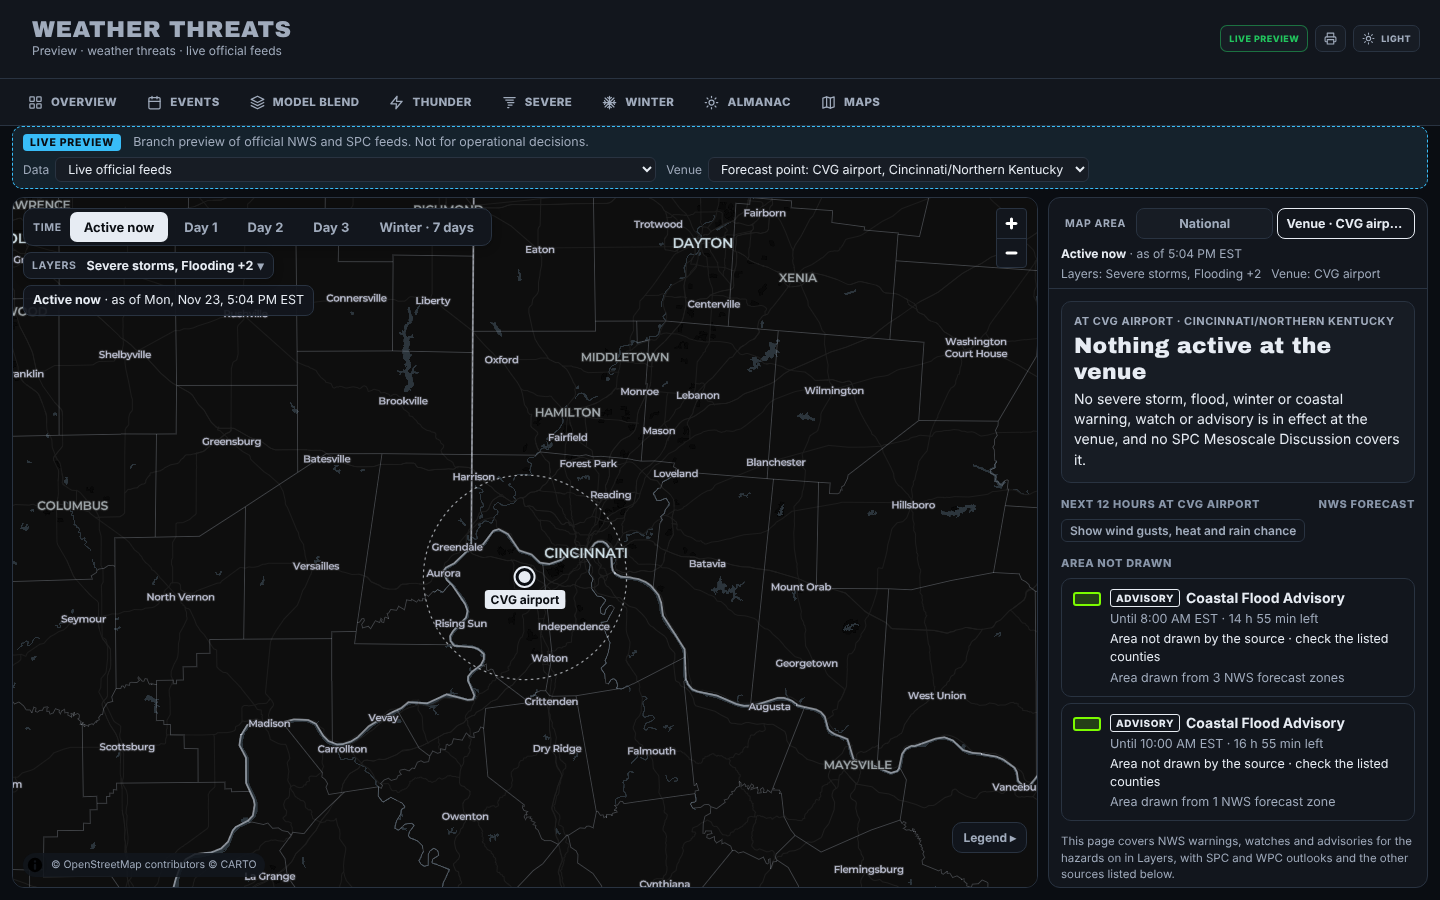 WEATHER THREATS
Preview · weather threats · live official feeds
LIVE PREVIEW
LIGHT
OVERVIEW
EVENTS
MODEL BLEND
THUNDER
SEVERE
WINTER
ALMANAC
MAPS
LIVE PREVIEW Branch preview of official NWS and SPC feeds. Not for operational decisions.
Data Live official feeds Venue Forecast point: CVG airport, Cincinnati/Northern Kentucky
TIME Active now Day 1 Day 2 Day 3 Winter · 7 days
LAYERS Severe storms, Flooding +2 ▾
Active now · as of Mon, Nov 23, 5:04 PM EST
+
−
Trotwood
Fairborn
DAYTON
Eaton
XENIA
Connersville
Liberty
Centerville
Shelbyville
Oxford
MIDDLETOWN
Washington
Court House
Monroe
Lebanon
Wilmington
Brookville
HAMILTON
Fairfield
Mason
Greensburg
Batesville
Forest Park
Loveland
Blanchester
Harrison
Reading
COLUMBUS
Hillsboro
Greendale
CINCINNATI
Versailles
Aurora
Batavia
Mount Orab
CVG airport
North Vernon
Seymour
Rising Sun
Independence
Walton
Georgetown
Crittenden
West Union
Augusta
Madison
Vevay
Scottsburg
Carrollton
Dry Ridge
Falmouth
MAYSVILLE
Vancebu
Owenton
Legend ▸
© OpenStreetMap contributors © CARTO
La Grange
Cynthiana
Flemingsburg
MAP AREA National Venue · CVG airp...
Active now · as of 5:04 PM EST
Layers: Severe storms, Flooding +2 Venue: CVG airport
AT CVG AIRPORT · CINCINNATI/NORTHERN KENTUCKY
Nothing active at the
venue
No severe storm, flood, winter or coastal
warning, watch or advisory is in effect at the
venue, and no SPC Mesoscale Discussion covers
it.
NEXT 12 HOURS AT CVG AIRPORT NWS FORECAST
Show wind gusts, heat and rain chance
AREA NOT DRAWN
ADVISORY Coastal Flood Advisory
Until 8:00 AM EST · 14 h 55 min left
Area not drawn by the source · check the listed
counties
Area drawn from 3 NWS forecast zones
ADVISORY Coastal Flood Advisory
Until 10:00 AM EST · 16 h 55 min left
Area not drawn by the source · check the listed
counties
Area drawn from 1 NWS forecast zone
This page covers NWS warnings, watches and advisories for the
hazards on in Layers, with SPC and WPC outlooks and the other
sources listed below.